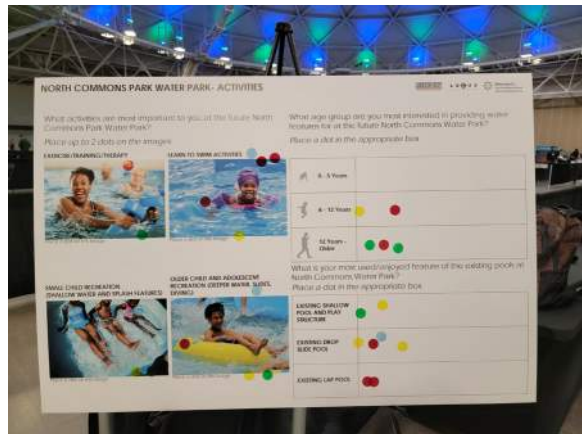 NORTH COMMONS PARK WATER PARK- ACTIVITIES
What activities are most important to you at the future North
Commons Park Water Park?
Place up to 2 dots on the images
EXERCISE/TRAINING/THERAPY
LEARN TO SWIM ACTIVITIES
SMALL CHILD RECREATION
(SHALLOW WATER AND SPLASH FEATURES)
OLDER CHILD AND ADOLESCENT
RECREATION (DEEPER WATER, SLIDES,
DIVING)
What age group are you most interested in providing water
features for at the future North Commons Water Park?
Place a dot in the appropriate box
0 - 5 Years
6 - 12 Years
12 Years -
Older
What is your most used/enjoyed feature of the existing pools at
North Commons Water Park?
Place a dot in the appropriate box
EXISTING SHALLOW
POOL AND PLAY
STRUCTURE
EXISTING DROP
SLIDE POOL
EXISTING LAP POOL